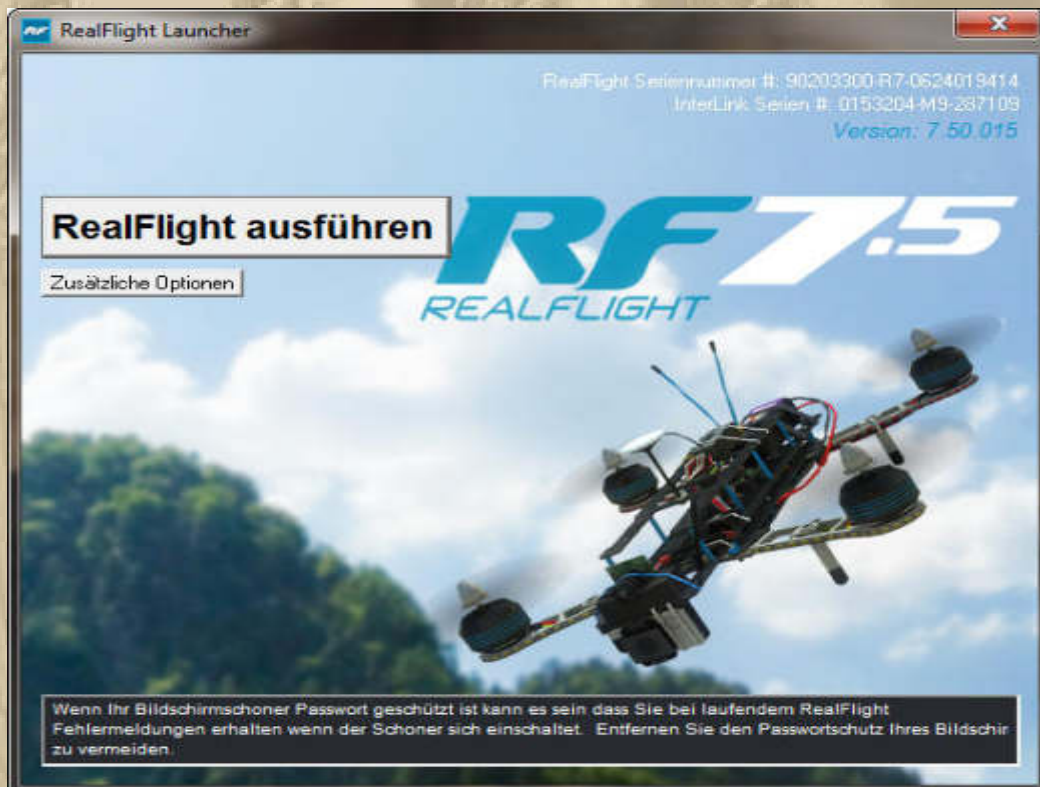 RealFlight Launcher
RealFlight Seriennummer #: 90203300-R7-0624019414
InterLink Serien #: 0153204-M9-287109
Version: 7.50.015
RealFlight ausführen
Zusätzliche Optionen
RF 7.5
REALFLIGHT
Wenn Ihr Bildschirmschoner Passwort geschützt ist kann es sein dass Sie bei laufendem RealFlight
Fehlermeldungen erhalten wenn der Schoner sich einschaltet. Entfernen Sie den Passwortschutz Ihres Bildschir
zu vermeiden.